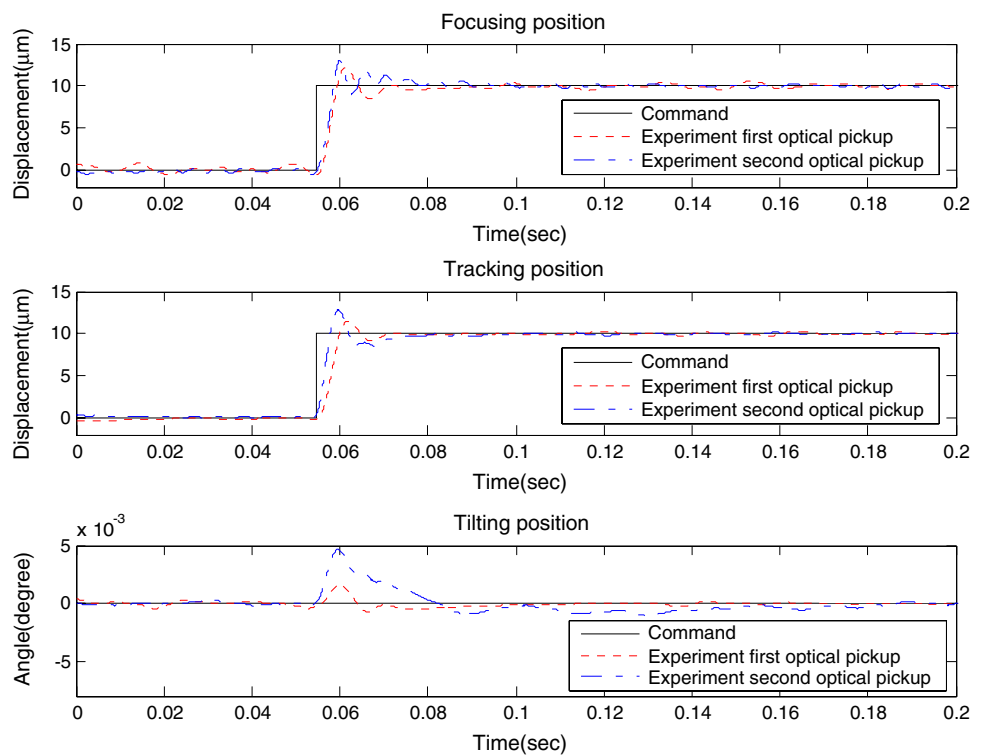 Focusing position
15
10
5
0
Displacement(μm)
Command
Experiment first optical pickup
Experiment second optical pickup
0 0.02 0.04 0.06 0.08 0.1 0.12 0.14 0.16 0.18 0.2
Time(sec)
Tracking position
15
10
5
0
Displacement(μm)
Command
Experiment first optical pickup
Experiment second optical pickup
0 0.02 0.04 0.06 0.08 0.1 0.12 0.14 0.16 0.18 0.2
Time(sec)
Tilting position
x 10-3
5
0
-5
Angle(degree)
Command
Experiment first optical pickup
Experiment second optical pickup
0 0.02 0.04 0.06 0.08 0.1 0.12 0.14 0.16 0.18 0.2
Time(sec)